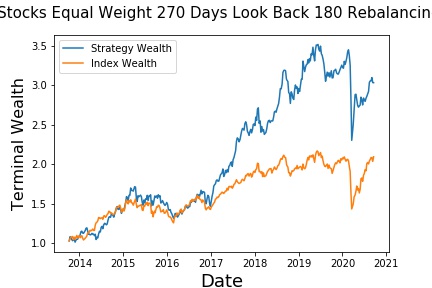 Stocks Equal Weight 270 Days Look Back 180 Rebalancin
Strategy Wealth
Index Wealth
Terminal Wealth
3.5
3.0
2.5
2.0
1.5
1.0
2014 2015 2016 2017 2018 2019 2020 2021
Date